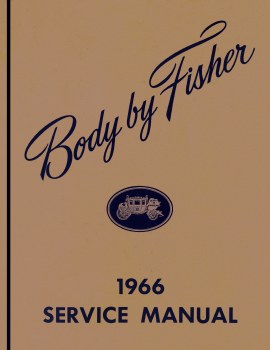 Body by Fisher
1966
SERVICE MANUAL